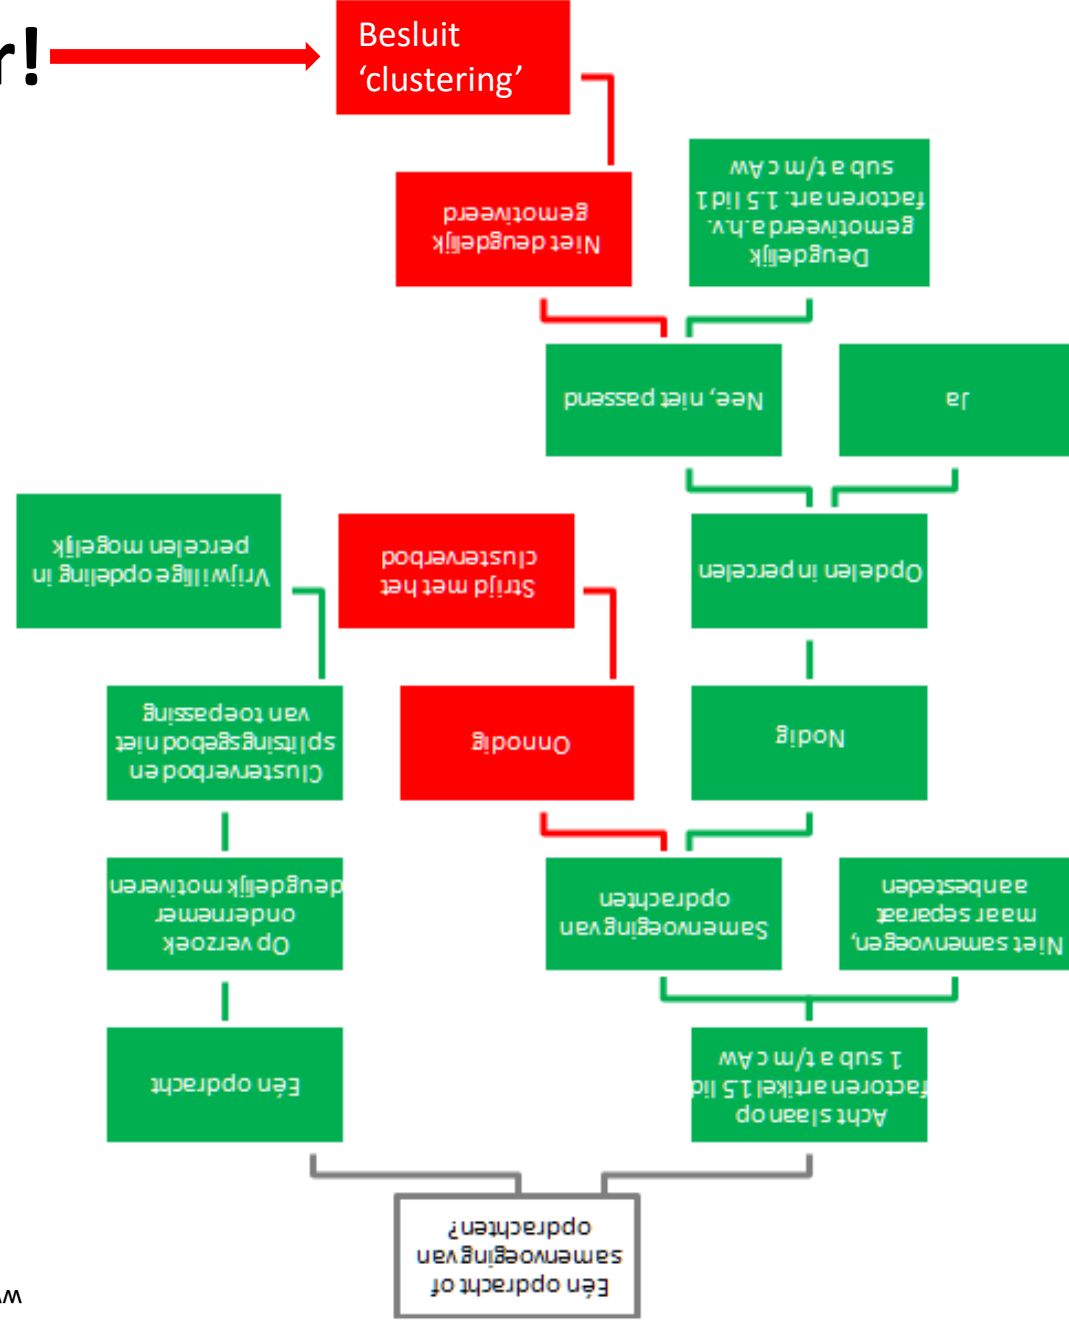 r!
Besluit
‘clustering’
Één opdracht of
samenvoeging van
opdrachten?
Één opdracht
Acht slaan op
factoren artikel 1.5 lid
1 sub a t/m c Aw
Op verzoek
ondernemer
deugdelijk motiveren
Samenvoeging van
opdrachten
Niet samenvoegen,
maar separaat
aanbesteden
Clusterverbod en
splitsingsgebod niet
van toepassing
Onnodig
Nodig
Vrijwillige opdeling in
percelen mogelijk
Strijd met het
clusterverbod
Opdelen in percelen
Nee, niet passend
Ja
Niet deugdelijk
gemotiveerd
Deugdelijk
gemotiveerd a.h.v.
factoren art. 1.5 lid 1
sub a t/m c Aw